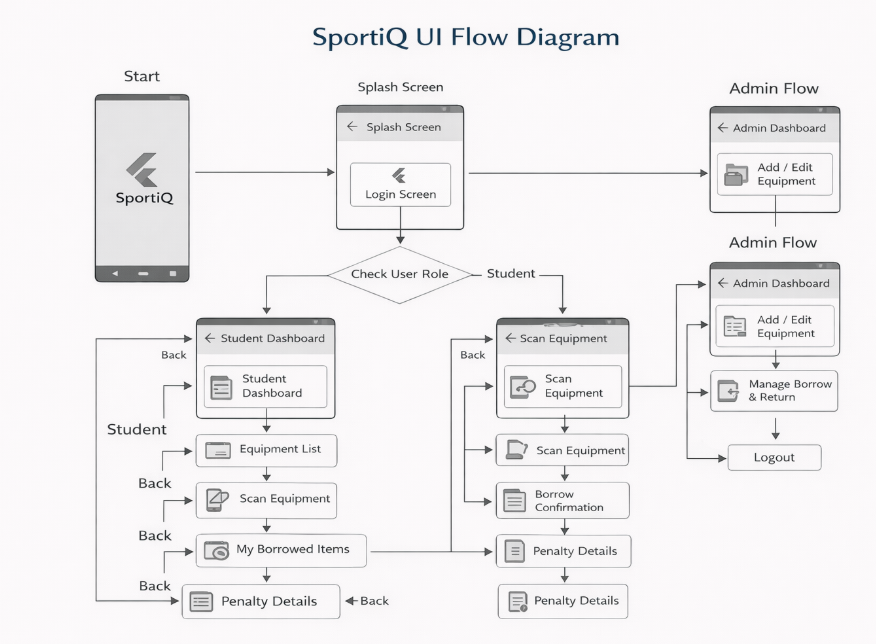 SportiQ UI Flow Diagram
Start
SportiQ
Splash Screen
← Splash Screen
Login Screen
Admin Flow
← Admin Dashboard
Add / Edit
Equipment
Check User Role
Student
Admin Flow
← Admin Dashboard
Add / Edit
Equipment
Manage Borrow
& Return
Logout
← Student Dashboard
Back
Student
Dashboard
Student
Equipment List
Back
Scan Equipment
Back
My Borrowed Items
Back
Penalty Details
Back
← Scan Equipment
Back
Scan
Equipment
Scan Equipment
Borrow
Confirmation
Penalty Details
Penalty Details